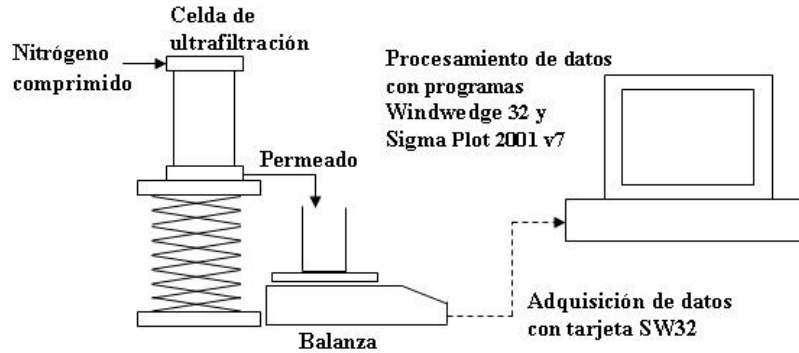 Celda de
ultrafiltración
Nitrógeno
comprimido
Procesamiento de datos
con programas
Windwedge 32 y
Sigma Plot 2001 v7
Permeado
Adquisición de datos
con tarjeta SW32
Balanza